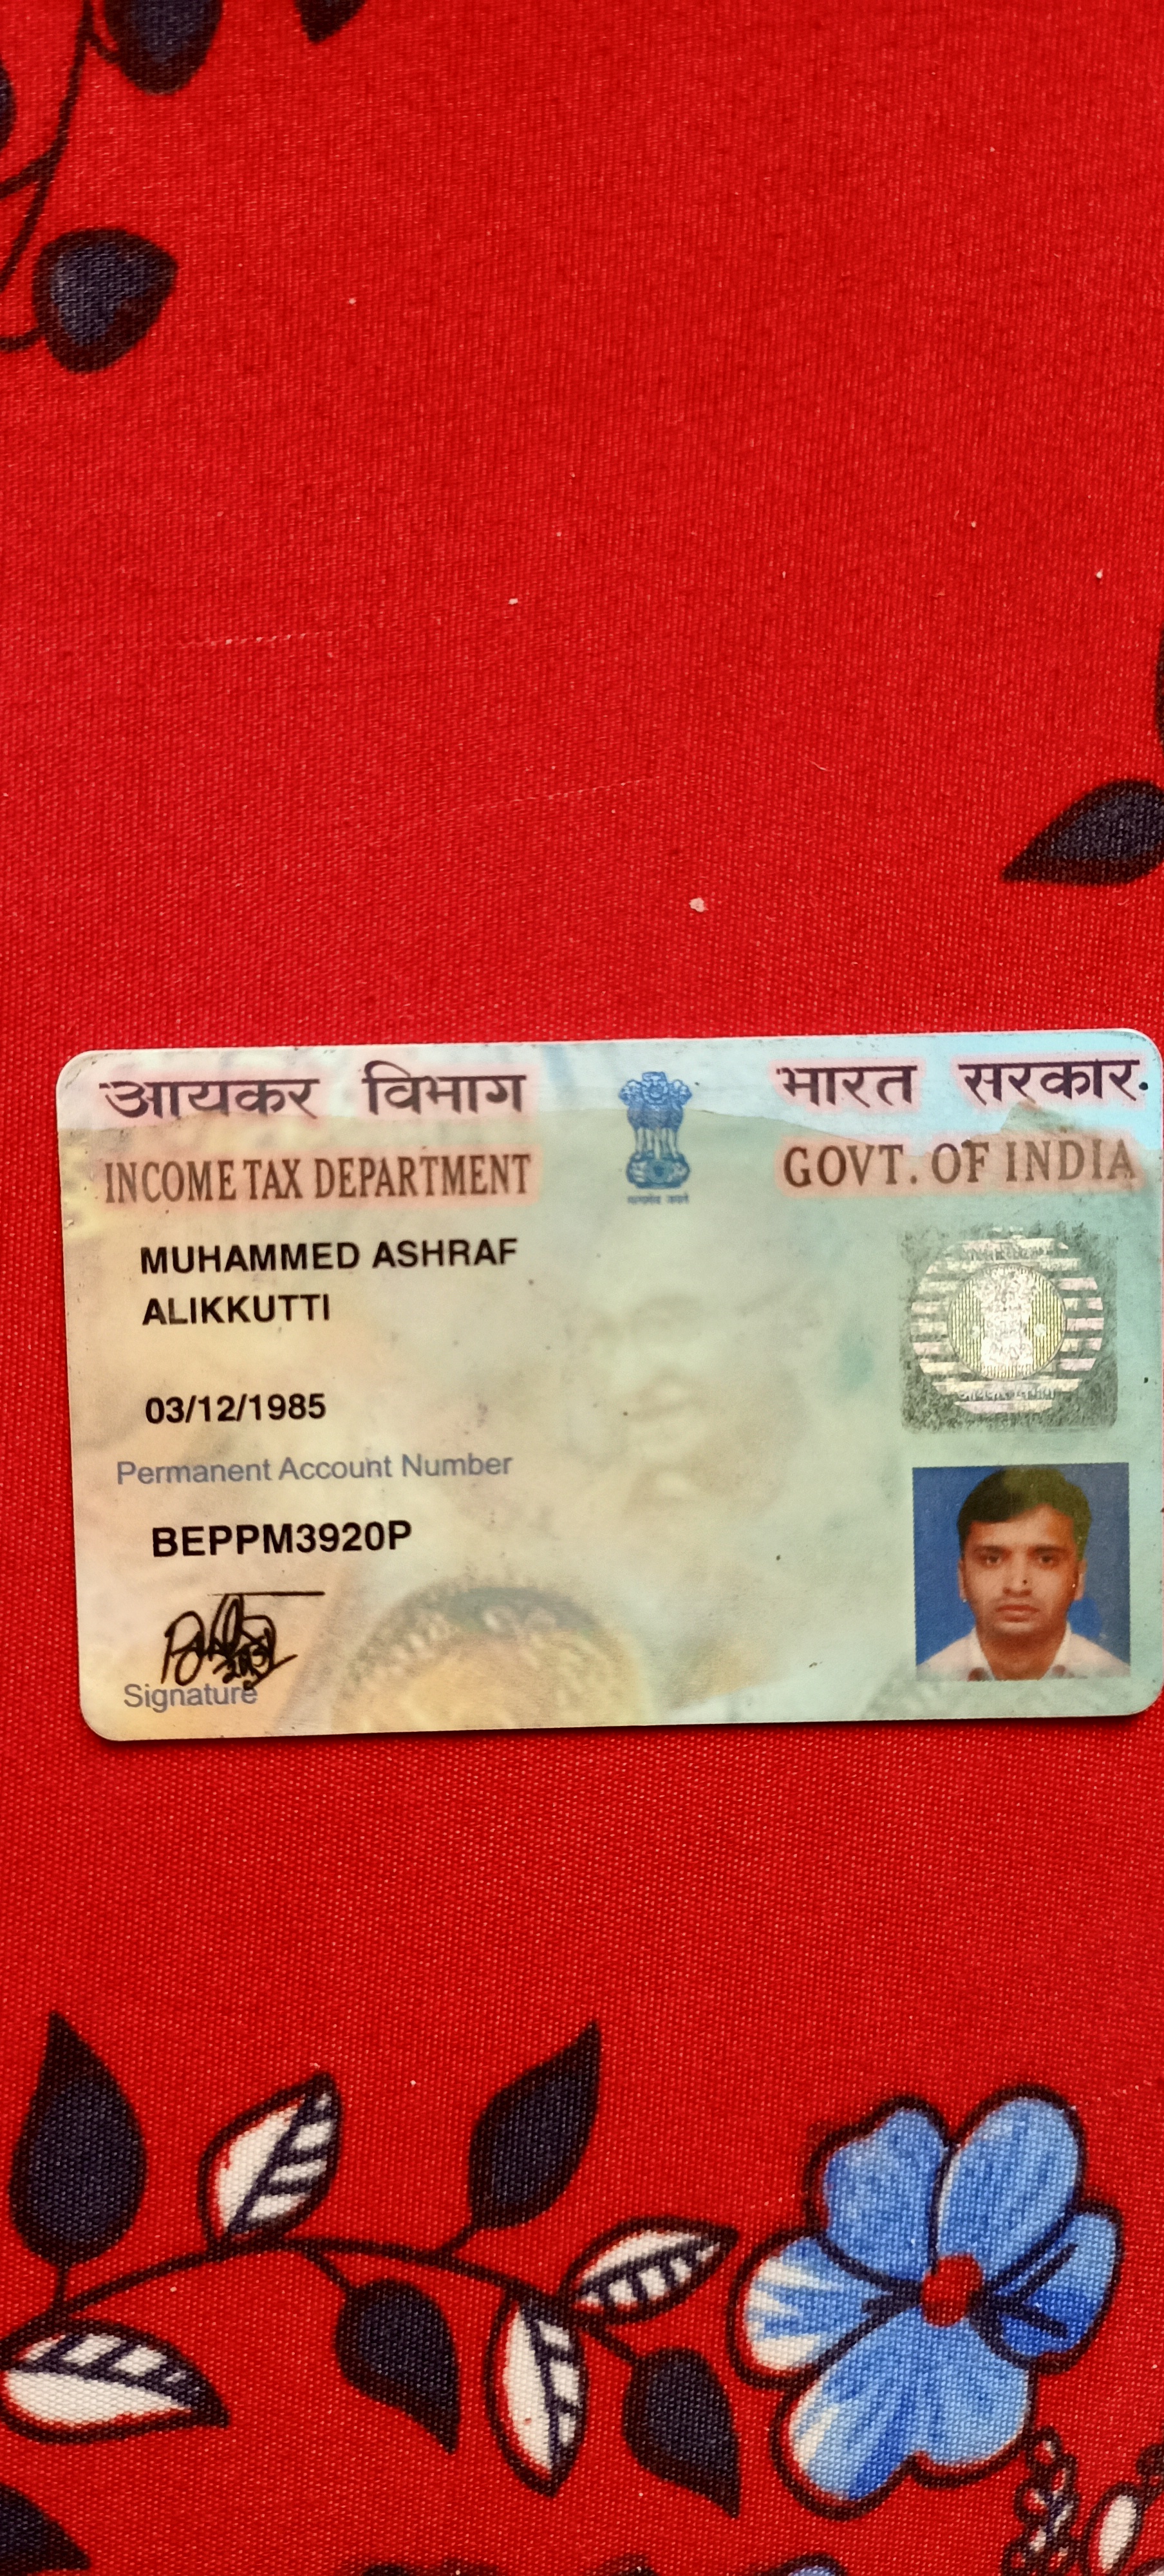 आयकर विभाग
भारत सरकार
INCOME TAX DEPARTMENT
GOVT. OF INDIA
MUHAMMED ASHRAF
ALIKKUTTI
03/12/1985
Permanent Account Number
BEPPM3920P
Signature